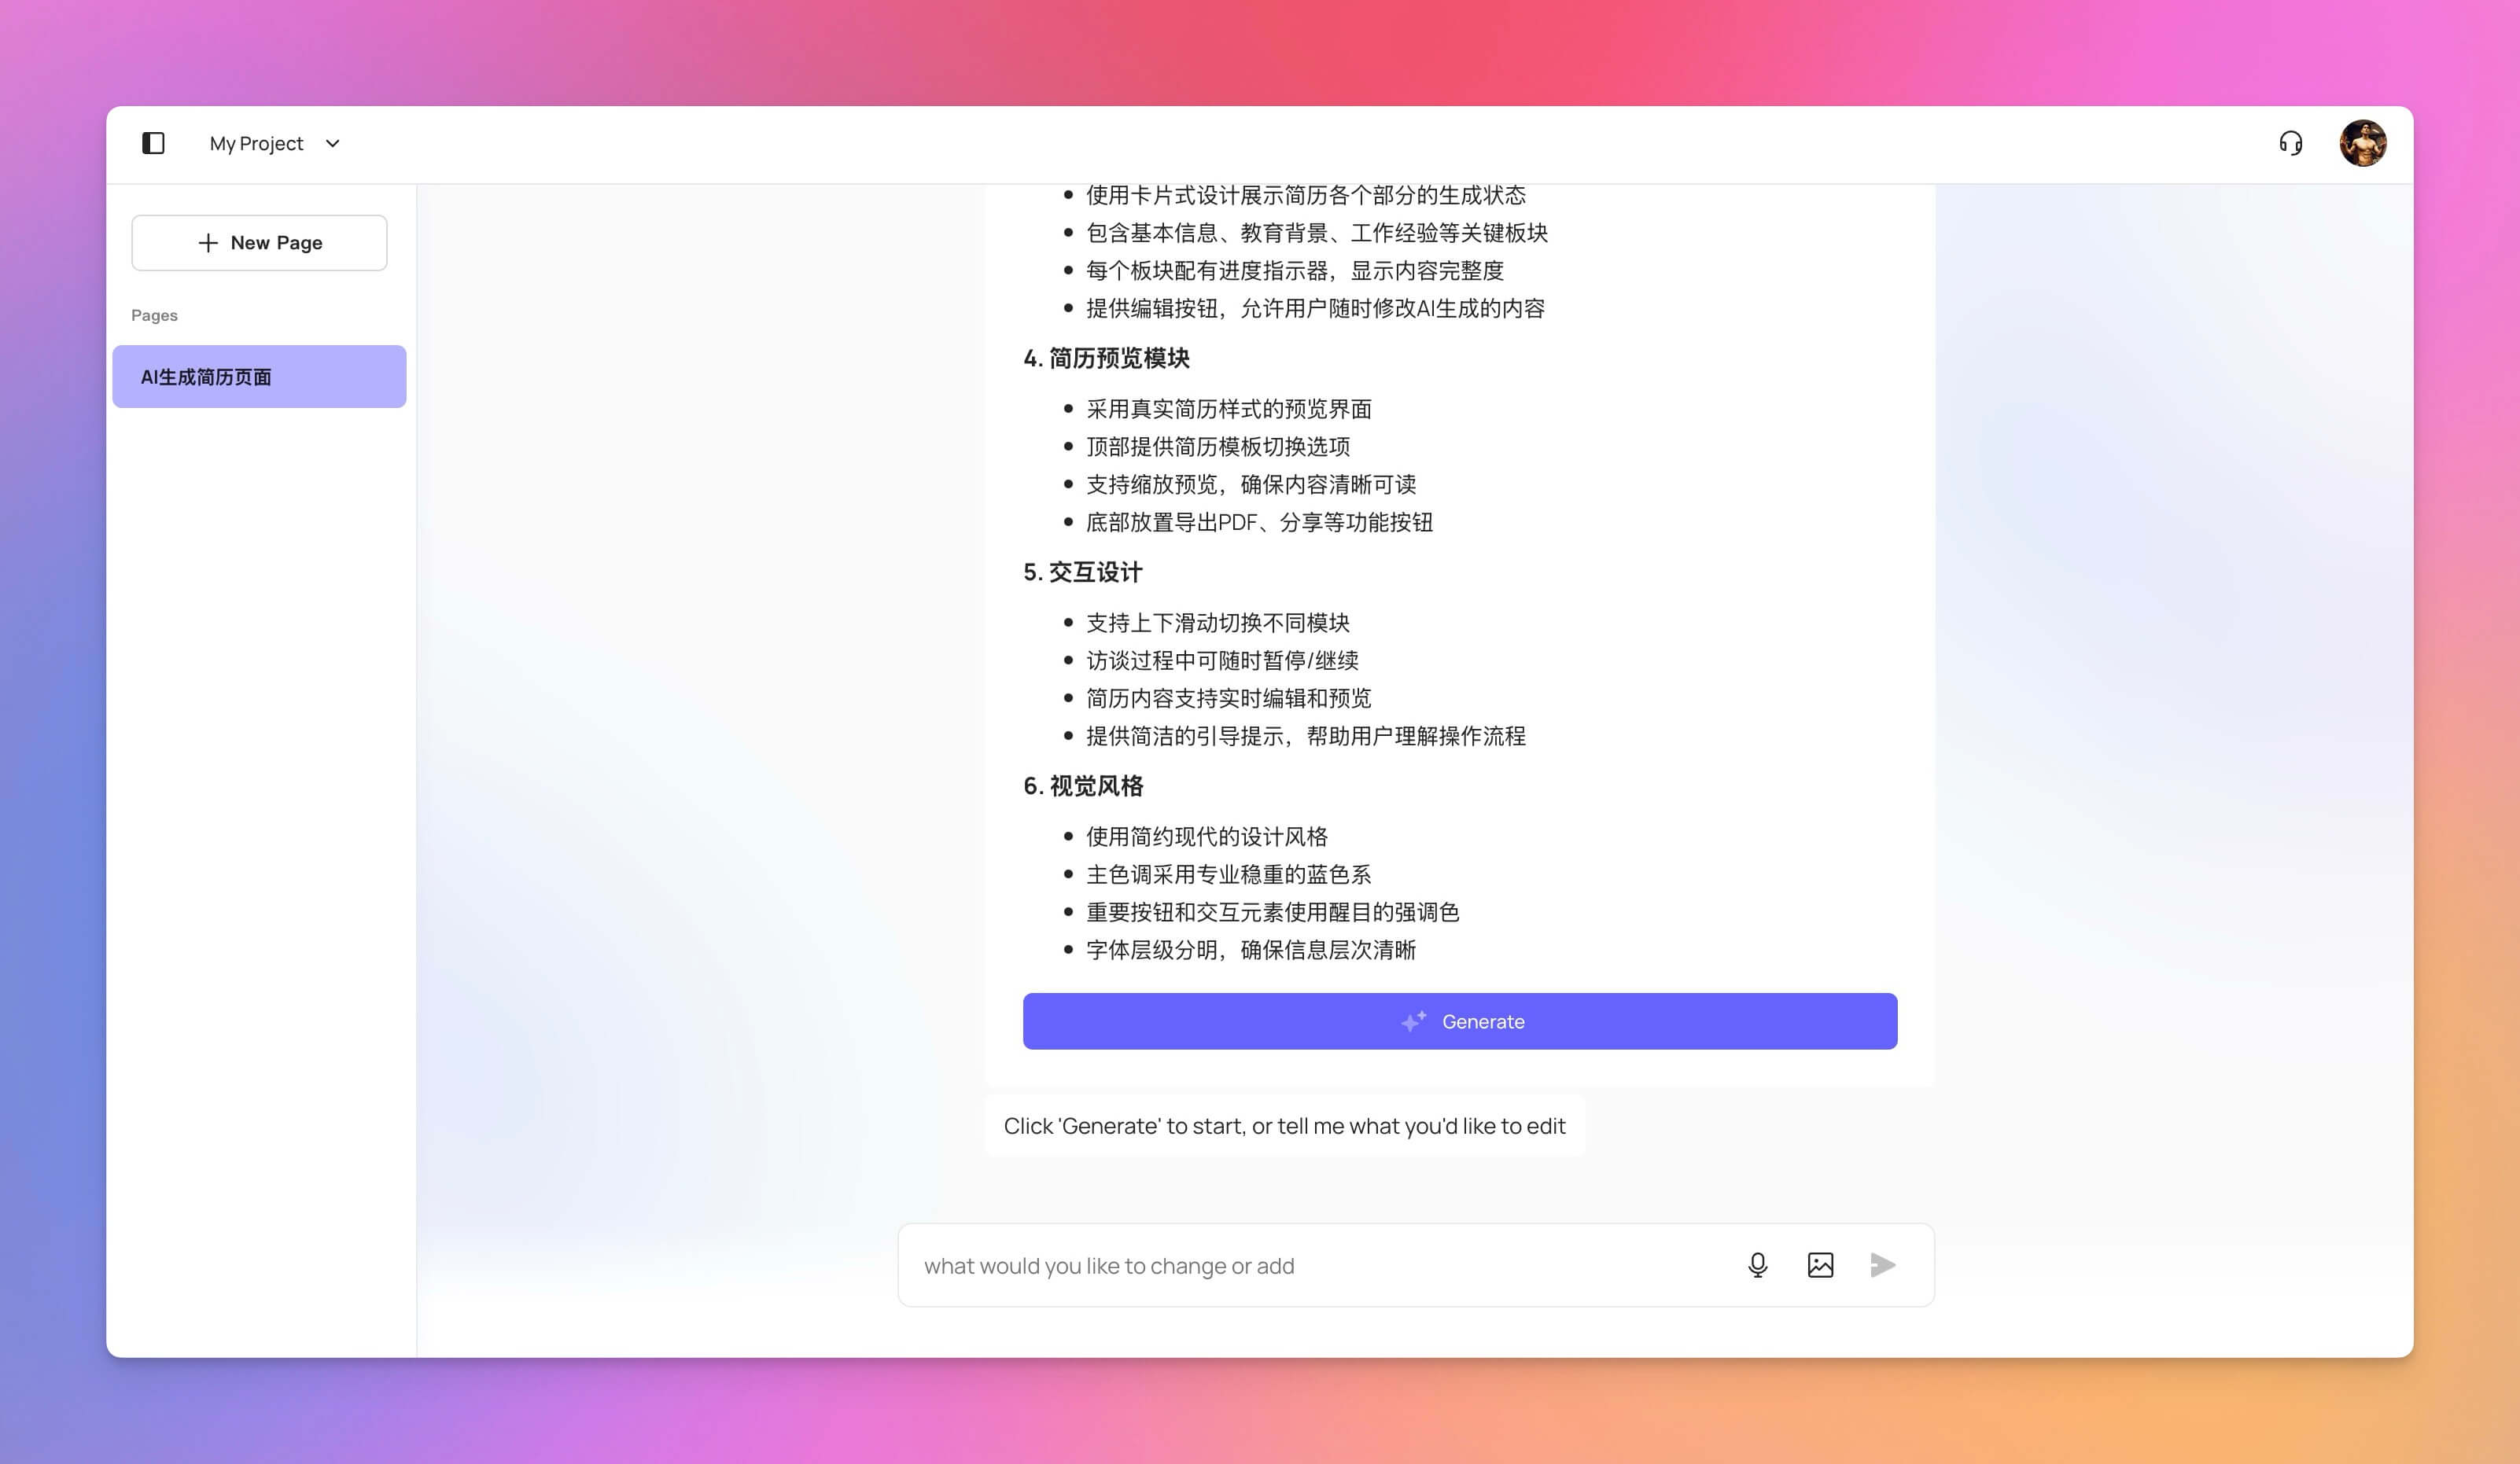 My Project
New Page
Pages
AI生成简历页面
使用卡片式设计展示简历各个部分的生成状态
包含基本信息、教育背景、工作经验等关键板块
每个板块配有进度指示器，显示内容完整度
提供编辑按钮，允许用户随时修改AI生成的内容
4. 简历预览模块
采用真实简历样式的预览界面
顶部提供简历模板切换选项
支持缩放预览，确保内容清晰可读
底部放置导出PDF、分享等功能按钮
5. 交互设计
支持上下滑动切换不同模块
访谈过程中可随时暂停/继续
简历内容支持实时编辑和预览
提供简洁的引导提示，帮助用户理解操作流程
6. 视觉风格
使用简约现代的设计风格
主色调采用专业稳重的蓝色系
重要按钮和交互元素使用醒目的强调色
字体层级分明，确保信息层次清晰
Generate
Click 'Generate' to start, or tell me what you'd like to edit
what would you like to change or add